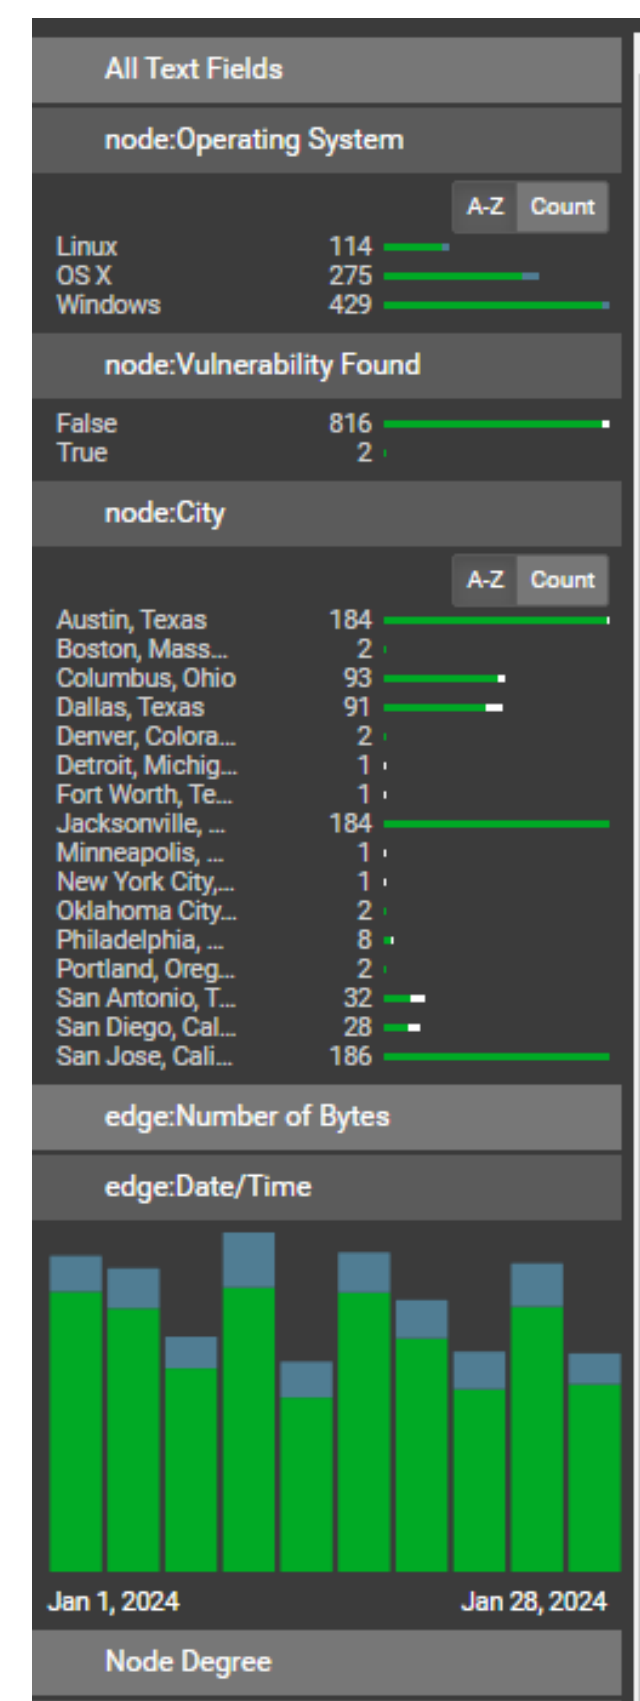 All Text Fields
node:Operating System
A-Z Count
Linux 114
OS X 275
Windows 429
node:Vulnerability Found
False 816
True 2
node:City
A-Z Count
Austin, Texas 184
Boston, Mass... 2
Columbus, Ohio 93
Dallas, Texas 91
Denver, Colora... 2
Detroit, Michig... 1
Fort Worth, Te... 1
Jacksonville, ... 184
Minneapolis, ... 1
New York City,... 1
Oklahoma City... 2
Philadelphia, ... 8
Portland, Oreg... 2
San Antonio, T... 32
San Diego, Cal... 28
San Jose, Cali... 186
edge:Number of Bytes
edge:Date/Time
Jan 1, 2024 Jan 28, 2024
Node Degree